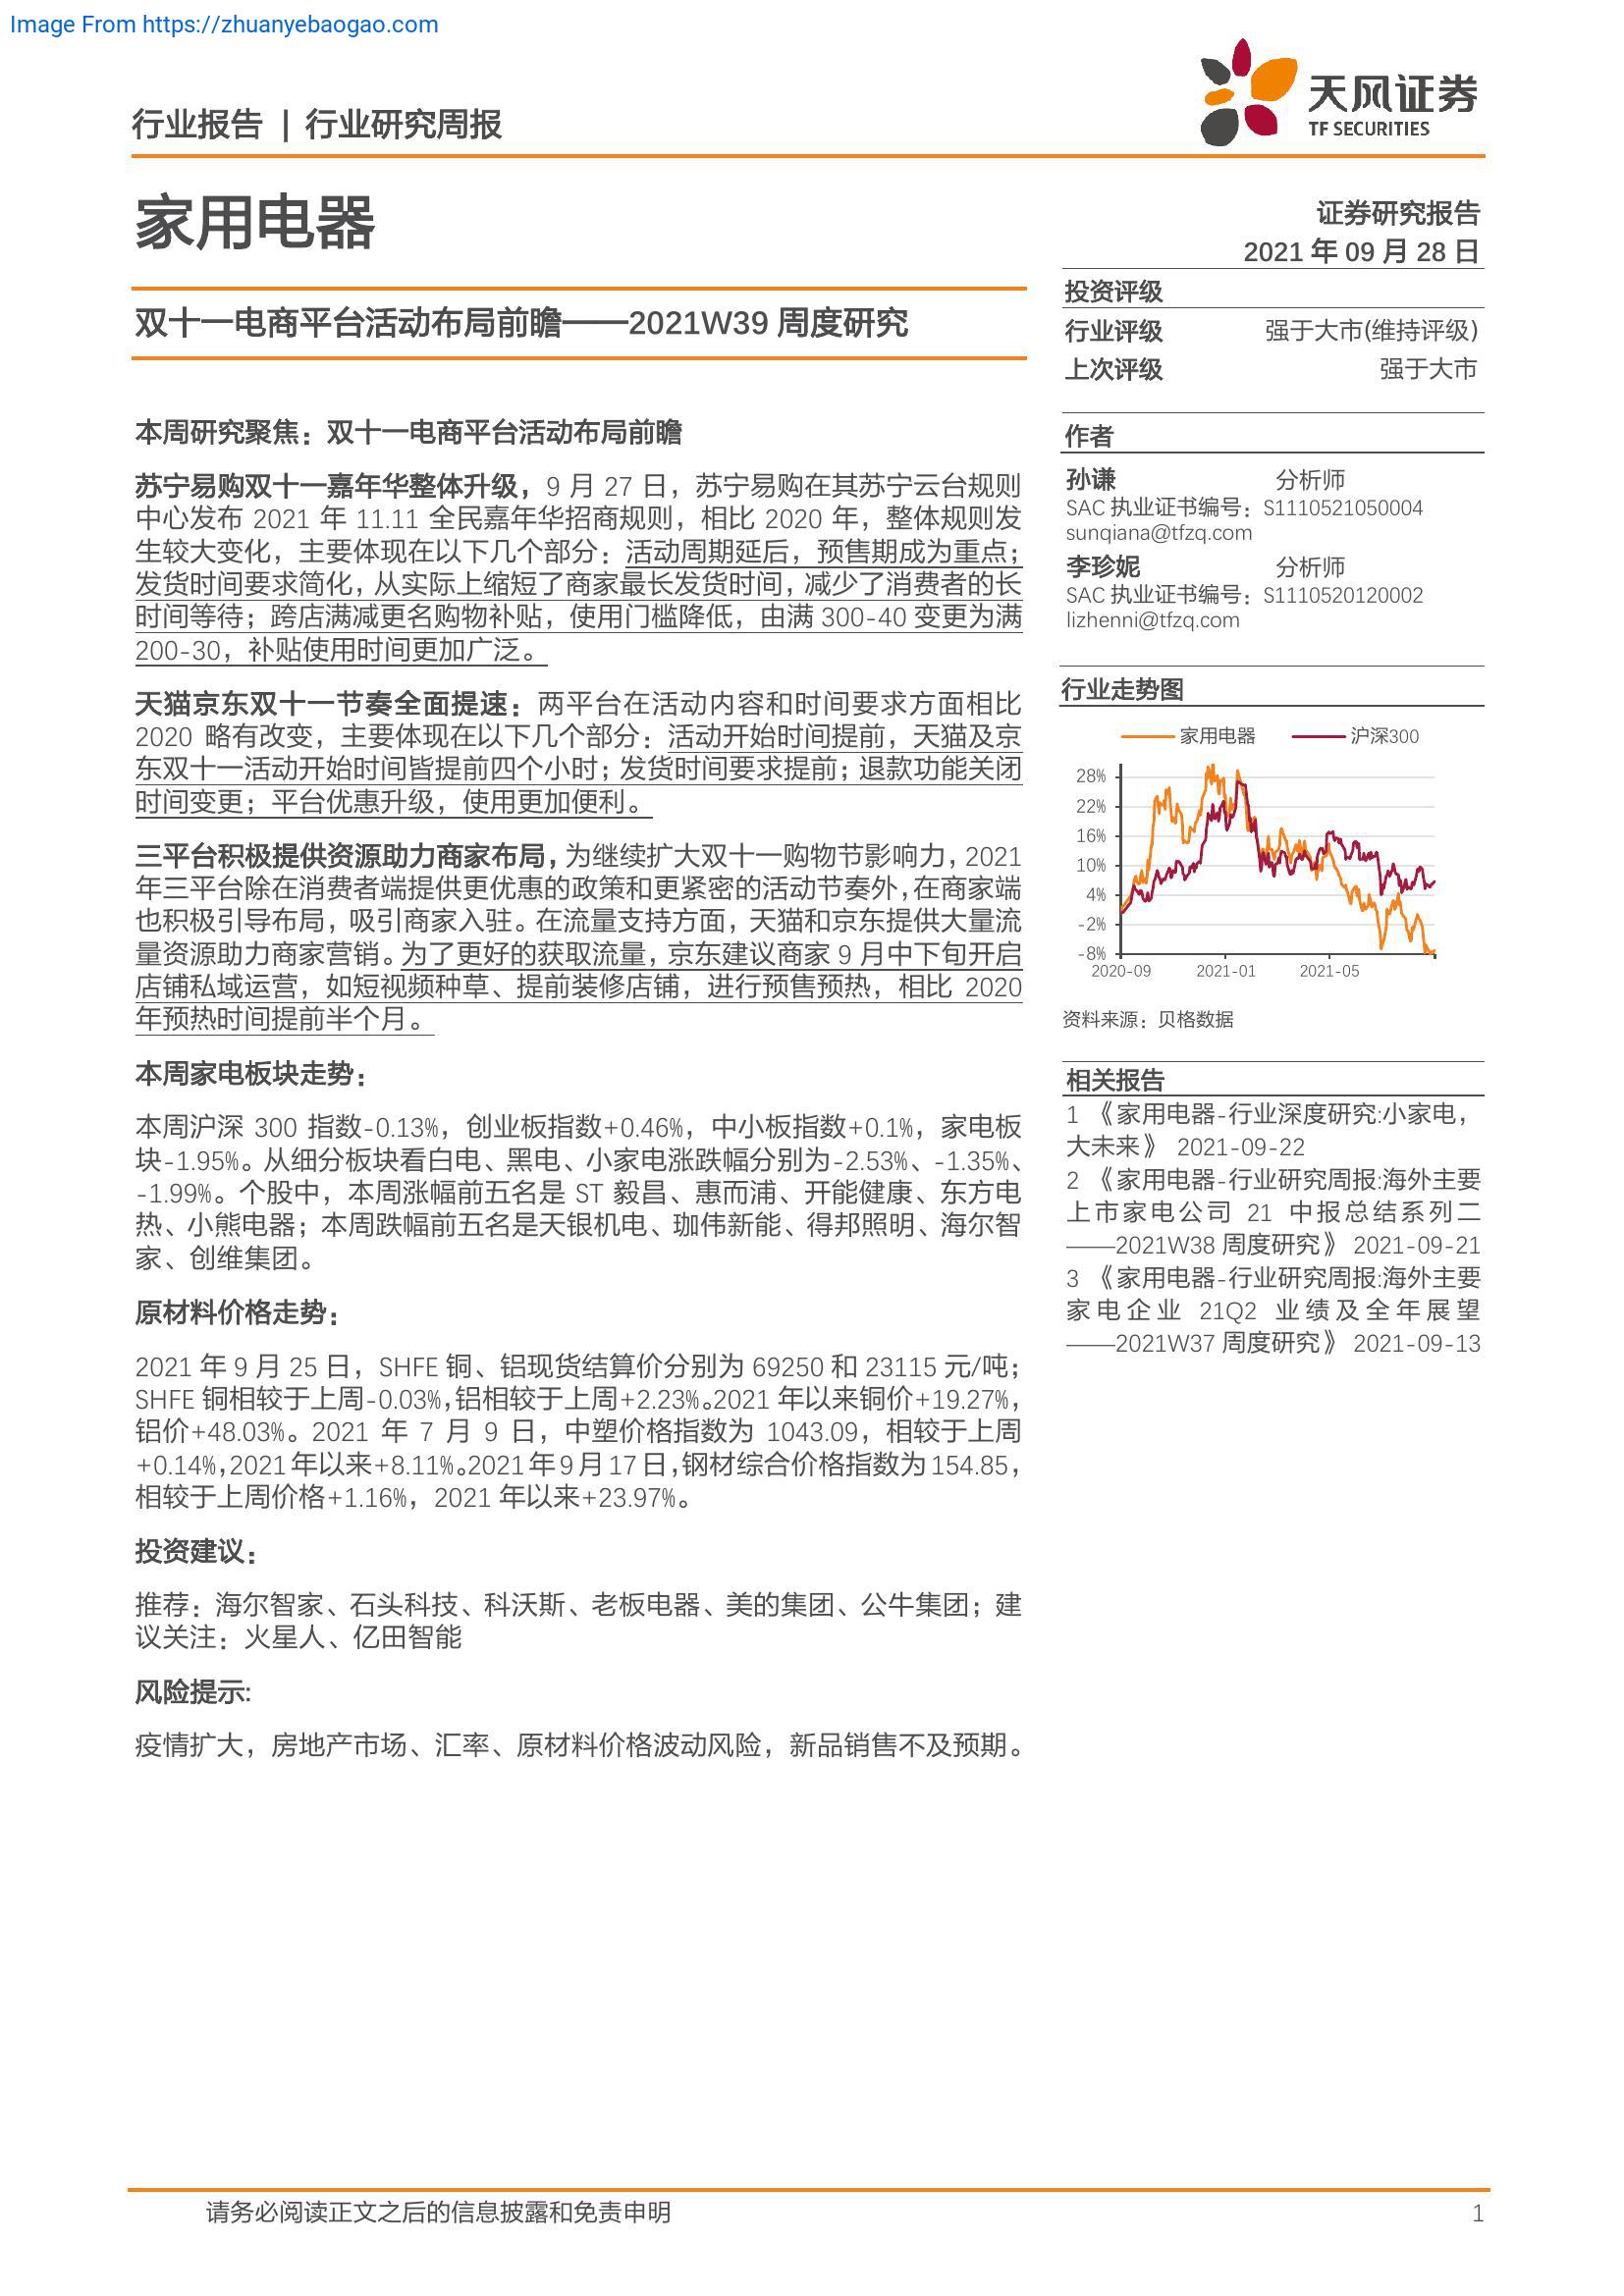 Image From https://zhuanyebaogao.com
行业报告 | 行业研究周报
天风证券
TF SECURITIES
家用电器
证券研究报告
2021 年 09 月 28 日
双十一电商平台活动布局前瞻——2021W39 周度研究
投资评级
行业评级 强于大市(维持评级)
上次评级 强于大市
本周研究聚焦：双十一电商平台活动布局前瞻
苏宁易购双十一嘉年华整体升级，9 月 27 日，苏宁易购在其苏宁云台规则
中心发布 2021 年 11.11 全民嘉年华招商规则，相比 2020 年，整体规则发
生较大变化，主要体现在以下几个部分：活动周期延后，预售期成为重点；
发货时间要求简化，从实际上缩短了商家最长发货时间，减少了消费者的长
时间等待；跨店满减更名购物补贴，使用门槛降低，由满 300-40 变更为满
200-30，补贴使用时间更加广泛。
天猫京东双十一节奏全面提速：两平台在活动内容和时间要求方面相比
2020 略有改变，主要体现在以下几个部分：活动开始时间提前，天猫及京
东双十一活动开始时间皆提前四个小时；发货时间要求提前；退款功能关闭
时间变更；平台优惠升级，使用更加便利。
三平台积极提供资源助力商家布局，为继续扩大双十一购物节影响力，2021
年三平台除在消费者端提供更优惠的政策和更紧密的活动节奏外，在商家端
也积极引导布局，吸引商家入驻。在流量支持方面，天猫和京东提供大量流
量资源助力商家营销。为了更好的获取流量，京东建议商家 9 月中下旬开启
店铺私域运营，如短视频种草、提前装修店铺，进行预售预热，相比 2020
年预热时间提前半个月。
本周家电板块走势：
本周沪深 300 指数-0.13%，创业板指数+0.46%，中小板指数+0.1%，家电板
块-1.95%。从细分板块看白电、黑电、小家电涨跌幅分别为-2.53%、-1.35%、
-1.99%。个股中，本周涨幅前五名是 ST 毅昌、惠而浦、开能健康、东方电
热、小熊电器；本周跌幅前五名是天银机电、珈伟新能、得邦照明、海尔智
家、创维集团。
原材料价格走势：
2021 年 9 月 25 日，SHFE 铜、铝现货结算价分别为 69250 和 23115 元/吨；
SHFE 铜相较于上周-0.03%，铝相较于上周+2.23%。2021 年以来铜价+19.27%，
铝价+48.03%。2021 年 7 月 9 日，中塑价格指数为 1043.09，相较于上周
+0.14%，2021 年以来+8.11%。2021 年 9 月 17 日，钢材综合价格指数为 154.85，
相较于上周价格+1.16%，2021 年以来+23.97%。
投资建议：
推荐：海尔智家、石头科技、科沃斯、老板电器、美的集团、公牛集团；建
议关注：火星人、亿田智能
风险提示:
疫情扩大，房地产市场、汇率、原材料价格波动风险，新品销售不及预期。
作者
孙谦 分析师
SAC 执业证书编号：S1110521050004
sunqiana@tfzq.com
李珍妮 分析师
SAC 执业证书编号：S1110520120002
lizhenni@tfzq.com
行业走势图
家用电器 沪深300
28%
22%
16%
10%
4%
-2%
-8%
2020-09 2021-01 2021-05
资料来源：贝格数据
相关报告
1 《家用电器-行业深度研究:小家电，
大未来》 2021-09-22
2 《家用电器-行业研究周报:海外主要
上市家电公司 21 中报总结系列二
——2021W38 周度研究》 2021-09-21
3 《家用电器-行业研究周报:海外主要
家电企业 21Q2 业绩及全年展望
——2021W37 周度研究》 2021-09-13
请务必阅读正文之后的信息披露和免责申明 1